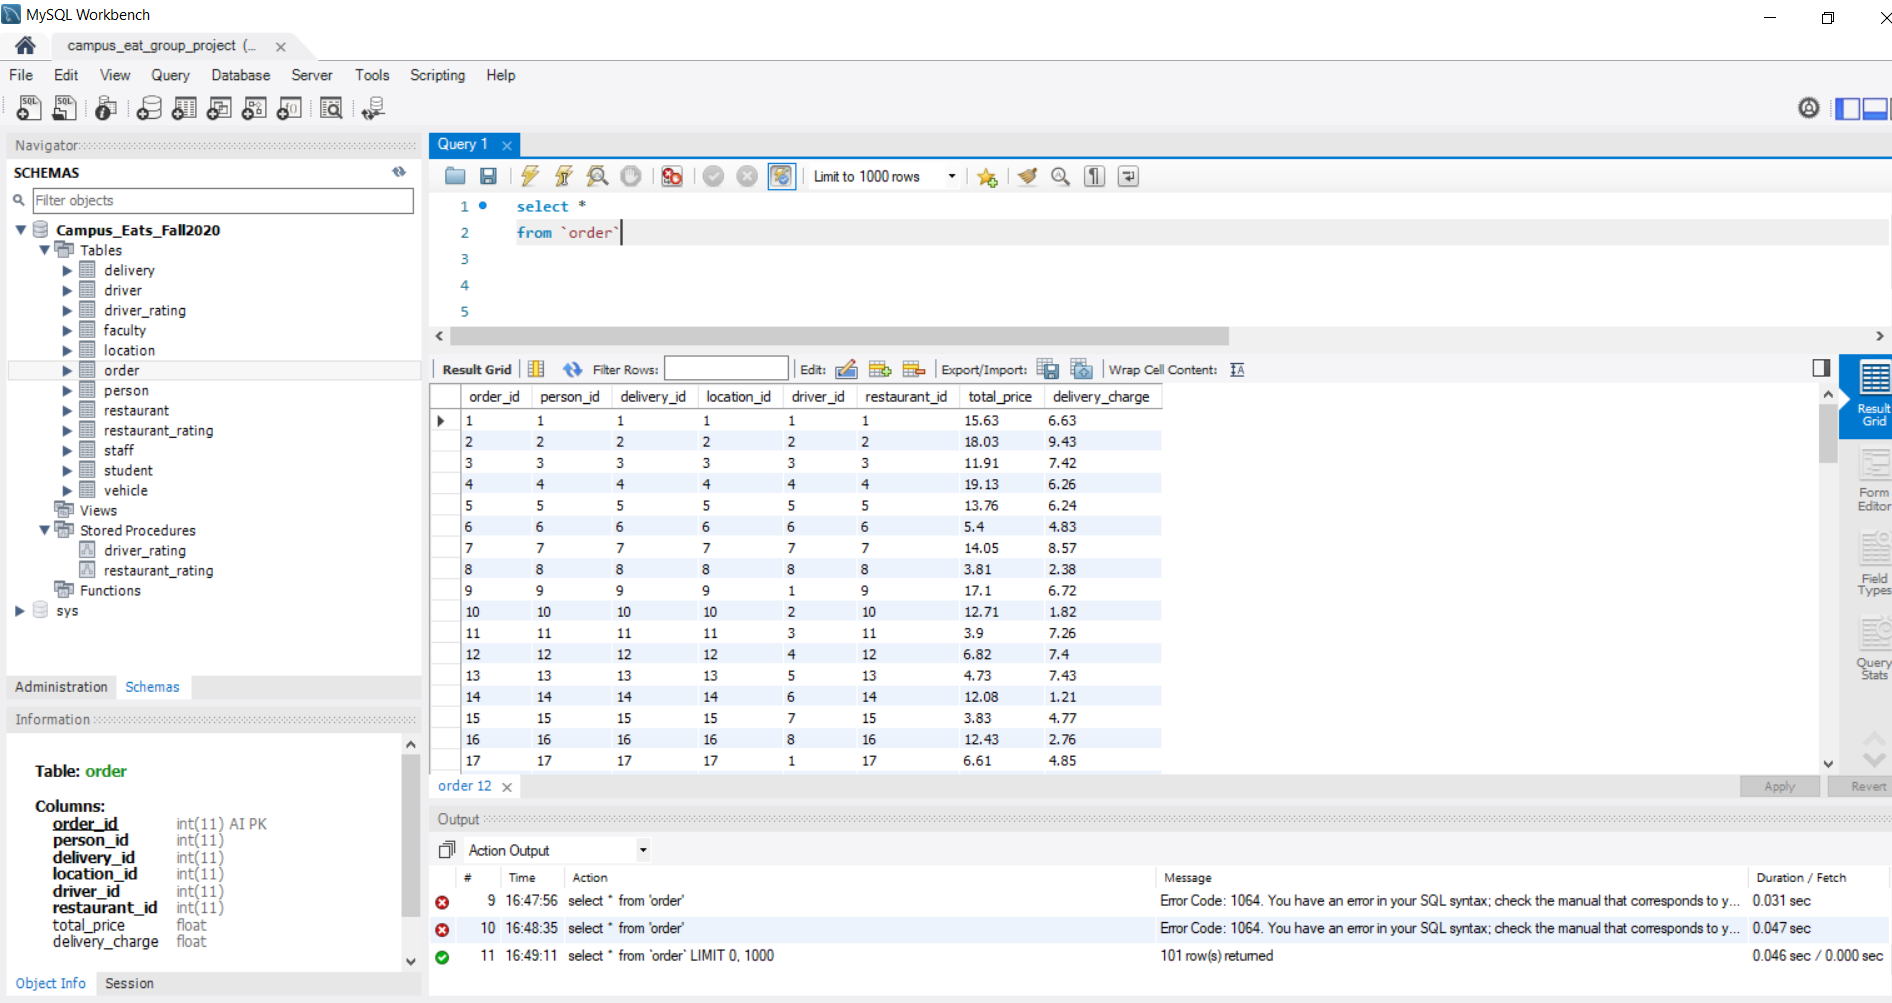 MySQL Workbench
campus_eat_group_project (...
File Edit View Query Database Server Tools Scripting Help
Navigator
SCHEMAS
Filter objects
Campus_Eats_Fall2020
Tables
delivery
driver
driver_rating
faculty
location
order
person
restaurant
restaurant_rating
staff
student
vehicle
Views
Stored Procedures
driver_rating
restaurant_rating
Functions
sys
Administration Schemas
Information
Table: order
Columns:
order_id int(11) AI PK
person_id int(11)
delivery_id int(11)
location_id int(11)
driver_id int(11)
restaurant_id int(11)
total_price float
delivery_charge float
Object Info Session
Query 1
Limit to 1000 rows
1 select *
2 from `order`
3
4
5
Result Grid Filter Rows: Edit: Export/Import: Wrap Cell Content:
order_id person_id delivery_id location_id driver_id restaurant_id total_price delivery_charge
1 1 1 1 1 1 15.63 6.63
2 2 2 2 2 2 18.03 9.43
3 3 3 3 3 3 11.91 7.42
4 4 4 4 4 4 19.13 6.26
5 5 5 5 5 5 13.76 6.24
6 6 6 6 6 6 5.4 4.83
7 7 7 7 7 7 14.05 8.57
8 8 8 8 8 8 3.81 2.38
9 9 9 9 1 9 17.1 6.72
10 10 10 10 2 10 12.71 1.82
11 11 11 11 3 11 3.9 7.26
12 12 12 12 4 12 6.82 7.4
13 13 13 13 5 13 4.73 7.43
14 14 14 14 6 14 12.08 1.21
15 15 15 15 7 15 3.83 4.77
16 16 16 16 8 16 12.43 2.76
17 17 17 17 1 17 6.61 4.85
Result
Grid
Form
Editor
Field
Types
Query
Stats
order 12
Apply Revert
Output
Action Output
# Time Action Message Duration / Fetch
9 16:47:56 select * from 'order' Error Code: 1064. You have an error in your SQL syntax; check the manual that corresponds to y... 0.031 sec
10 16:48:35 select * from 'order' Error Code: 1064. You have an error in your SQL syntax; check the manual that corresponds to y... 0.047 sec
11 16:49:11 select * from `order` LIMIT 0, 1000 101 row(s) returned 0.046 sec / 0.000 sec